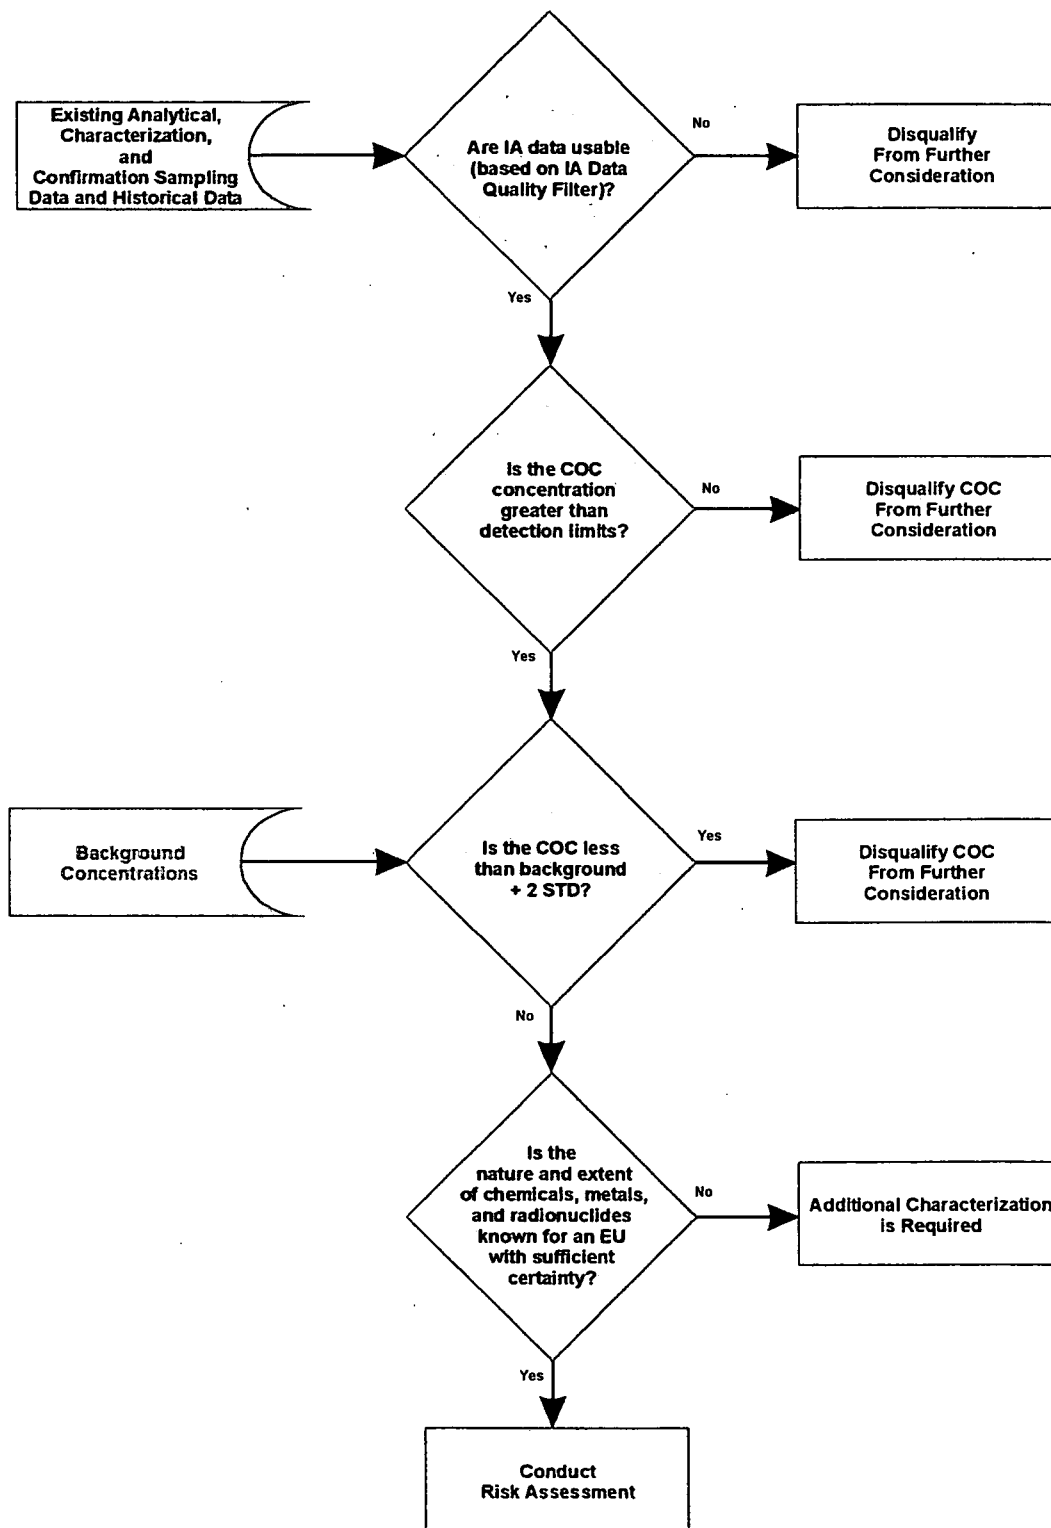 Existing Analytical,
Characterization,
and
Confirmation Sampling
Data and Historical Data
Are IA data usable
(based on IA Data
Quality Filter)?
No
Disqualify
From Further
Consideration
Yes
Is the COC
concentration
greater than
detection limits?
No
Disqualify COC
From Further
Consideration
Yes
Background
Concentrations
Is the COC less
than background
+ 2 STD?
Yes
Disqualify COC
From Further
Consideration
No
Is the
nature and extent
of chemicals, metals,
and radionuclides
known for an EU
with sufficient
certainty?
No
Additional Characterization
is Required
Yes
Conduct
Risk Assessment